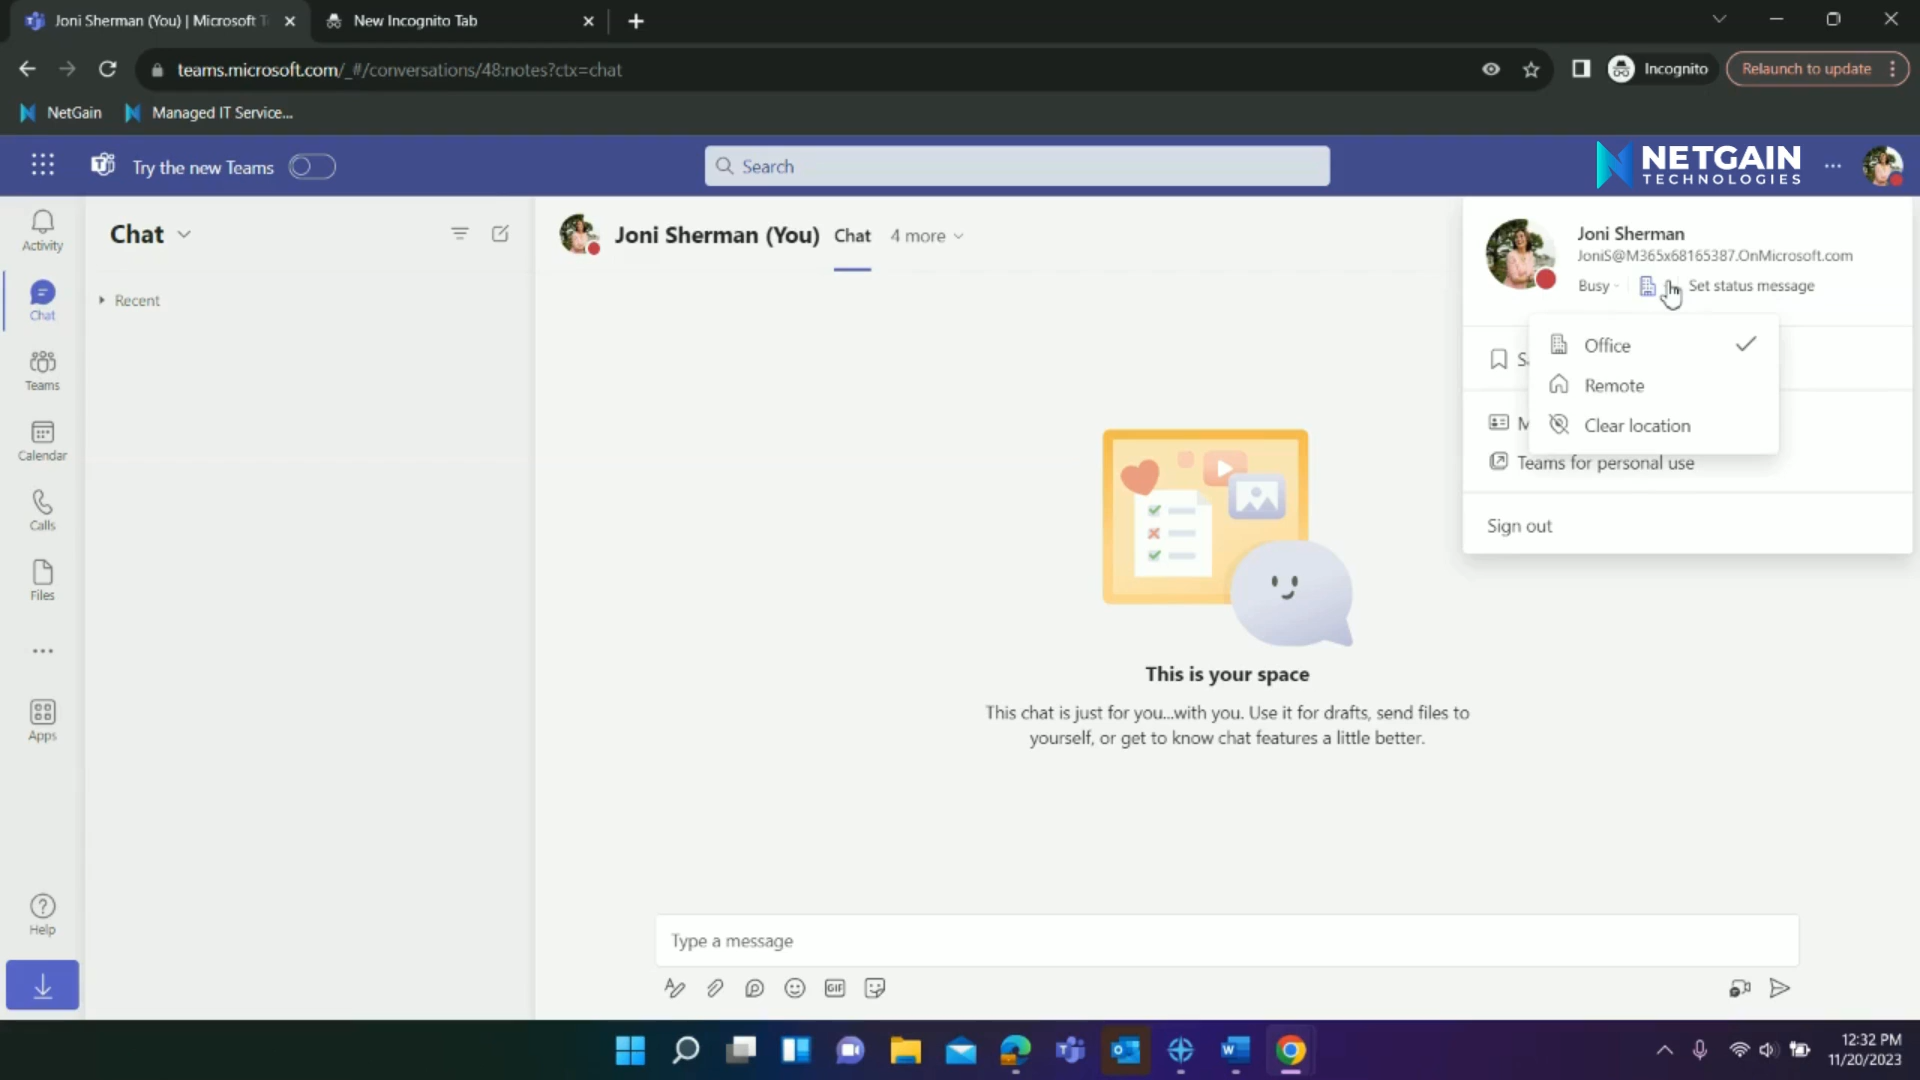 Joni Sherman (You) | Microsoft T
New Incognito Tab
teams.microsoft.com/_#/conversations/48:notes?ctx=chat
Incognito
Relaunch to update
NetGain
Managed IT Service...
Try the new Teams
Search
NETGAIN
TECHNOLOGIES
Activity
Chat
Teams
Calendar
Calls
Files
Apps
Help
Chat
Recent
Joni Sherman (You)
Chat
4 more
Joni Sherman
JoniS@M365x68165387.OnMicrosoft.com
Busy
Set status message
Office
Remote
Clear location
Teams for personal use
Sign out
This is your space
This chat is just for you...with you. Use it for drafts, send files to
yourself, or get to know chat features a little better.
Type a message
GIF
12:32 PM
11/20/2023